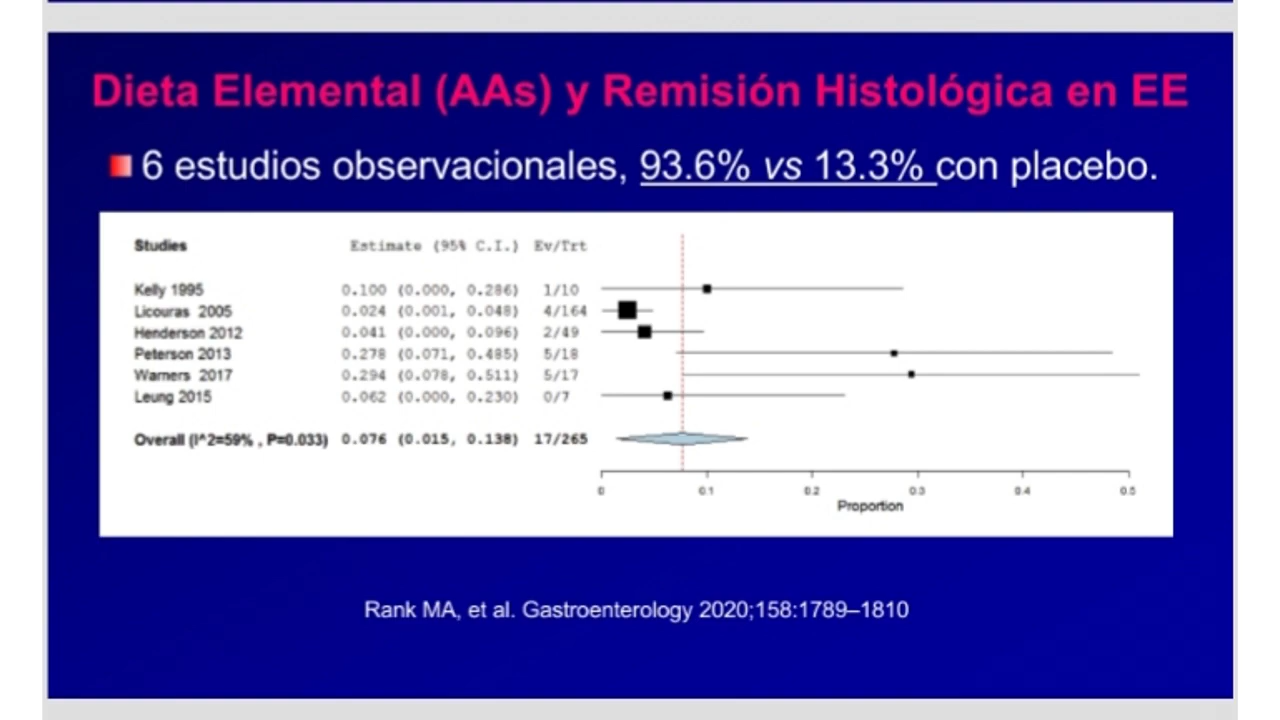 Dieta Elemental (AAs) y Remisión Histológica en EE
6 estudios observacionales, 93.6% vs 13.3% con placebo.
Studies Estimate (95% C.I.) Ev/Trt
Kelly 1995 0.100 (0.000, 0.286) 1/10
Licouras 2005 0.024 (0.001, 0.048) 4/164
Henderson 2012 0.041 (0.000, 0.096) 2/49
Peterson 2013 0.278 (0.071, 0.485) 5/18
Warners 2017 0.294 (0.078, 0.511) 5/17
Leung 2015 0.062 (0.000, 0.230) 0/7
Overall (I^2=59% , P=0.033) 0.076 (0.015, 0.138) 17/265
0 0.1 0.2 0.3 0.4 0.5
Proportion
Rank MA, et al. Gastroenterology 2020;158:1789–1810